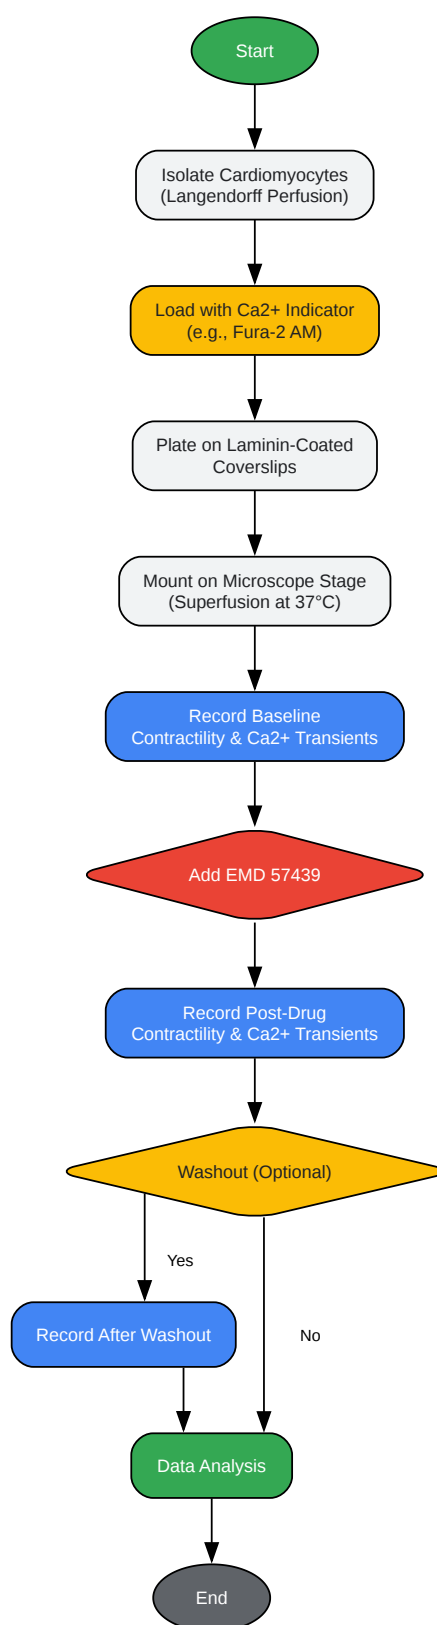 Start
Isolate Cardiomyocytes
(Langendorff Perfusion)
Load with Ca2+ Indicator
(e.g., Fura-2 AM)
Plate on Laminin-Coated
Coverslips
Mount on Microscope Stage
(Superfusion at 37°C)
Record Baseline
Contractility & Ca2+ Transients
Add EMD 57439
Record Post-Drug
Contractility & Ca2+ Transients
Washout (Optional)
Yes
Record After Washout
No
Data Analysis
End